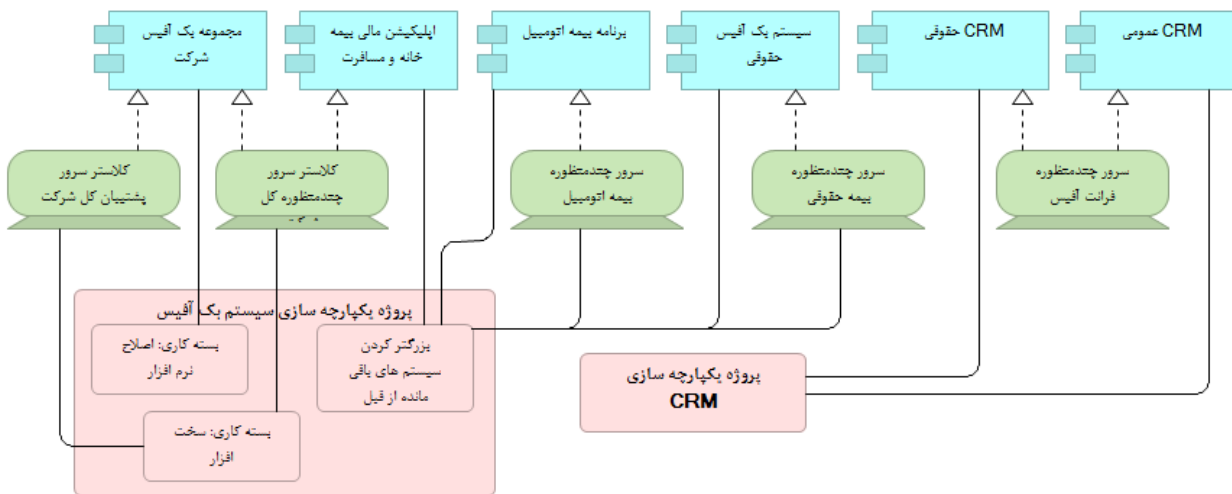 مجموعه بک آفیس
شرکت
اپلیکیشن مالی بیمه
خانه و مسافرت
برنامه بیمه اتومبیل
سیستم بک آفیس
حقوقی
CRM حقوقی
CRM عمومی
کلاستر سرور
پشتیبان کل شرکت
کلاستر سرور
چندمنظوره کل
شرکت
سرور چندمنظوره
بیمه اتومبیل
سرور چندمنظوره
بیمه حقوقی
سرور چندمنظوره
فرانت آفیس
پروژه یکپارچه سازی سیستم بک آفیس
بسته کاری: اصلاح
نرم افزار
بزرگتر کردن
سیستم های باقی
مانده از قبل
بسته کاری: سخت
افزار
پروژه یکپارچه سازی
CRM